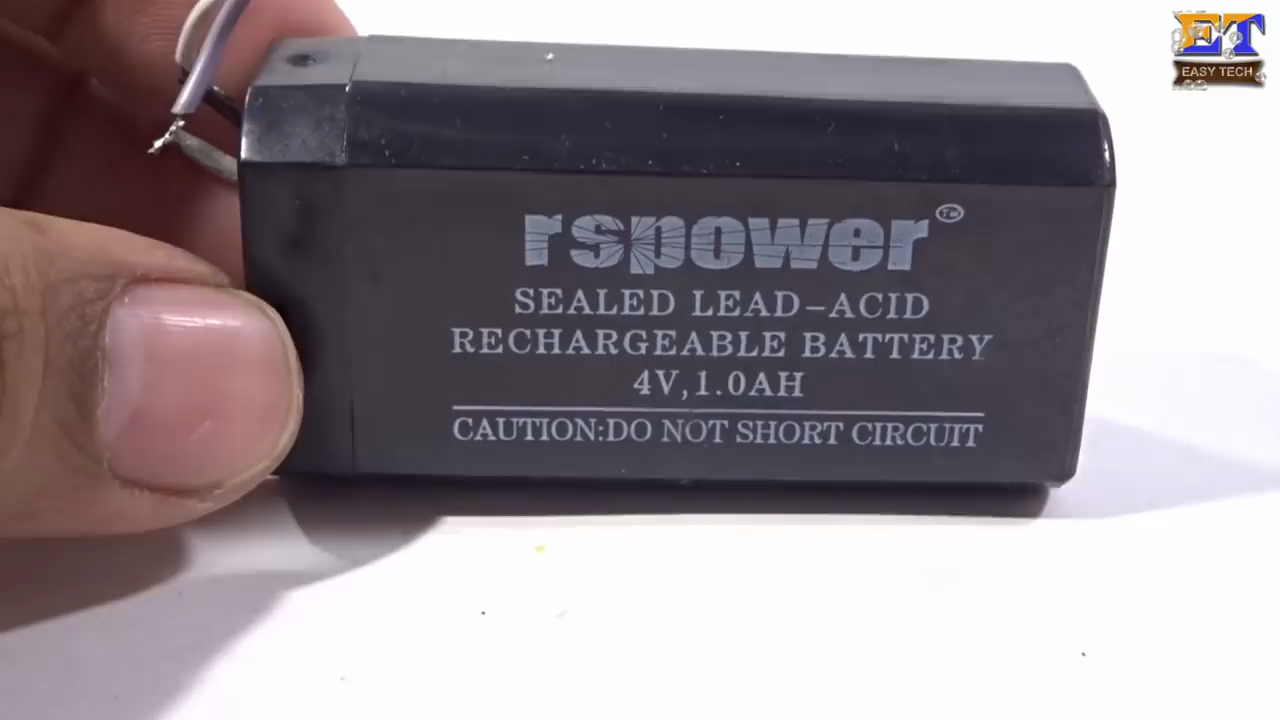 ET
EASY TECH
rspower™
SEALED LEAD-ACID
RECHARGEABLE BATTERY
4V,1.0AH
CAUTION:DO NOT SHORT CIRCUIT